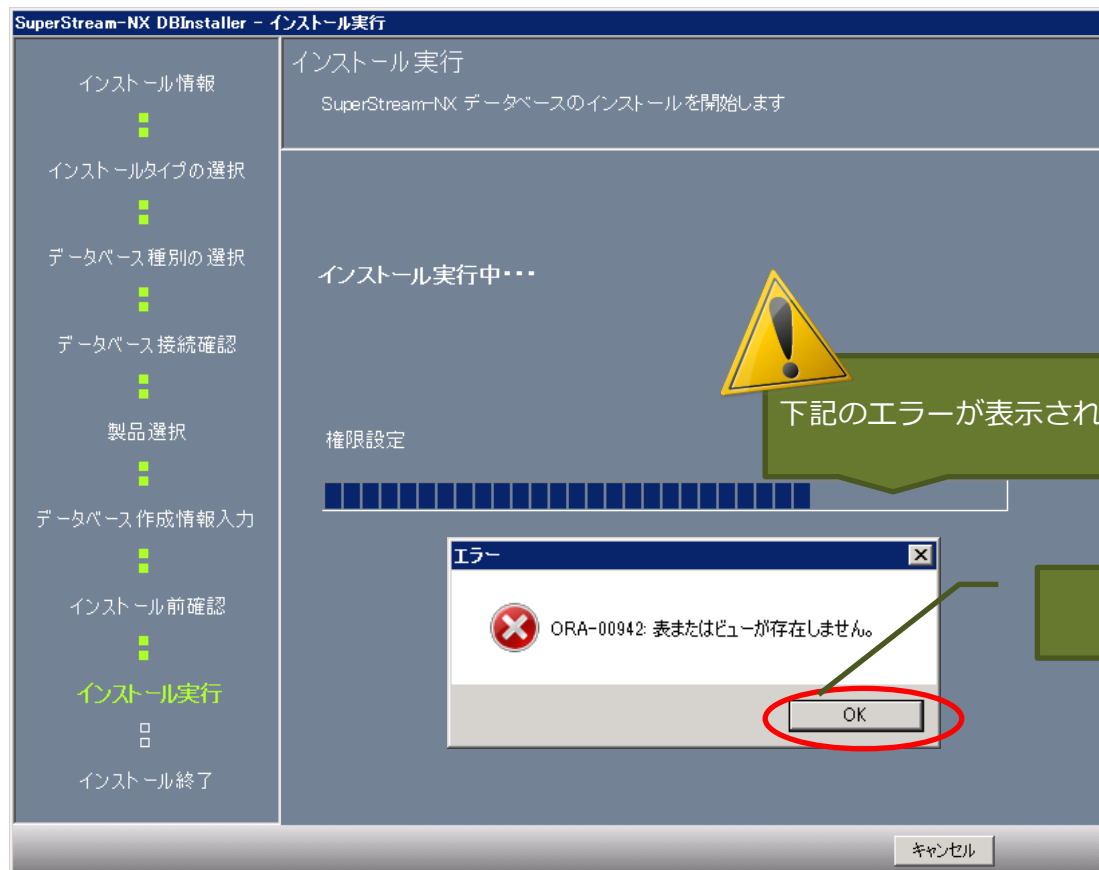 SuperStream-NX DBInstaller - インストール実行
インストール情報
インストールタイプの選択
データベース種別の選択
データベース接続確認
製品選択
データベース作成情報入力
インストール前確認
インストール実行
インストール終了
インストール実行
SuperStream-NX データベースのインストールを開始します
インストール実行中・・・
下記のエラーが表示され
権限設定
エラー
ORA-00942: 表またはビューが存在しません。
OK
キャンセル